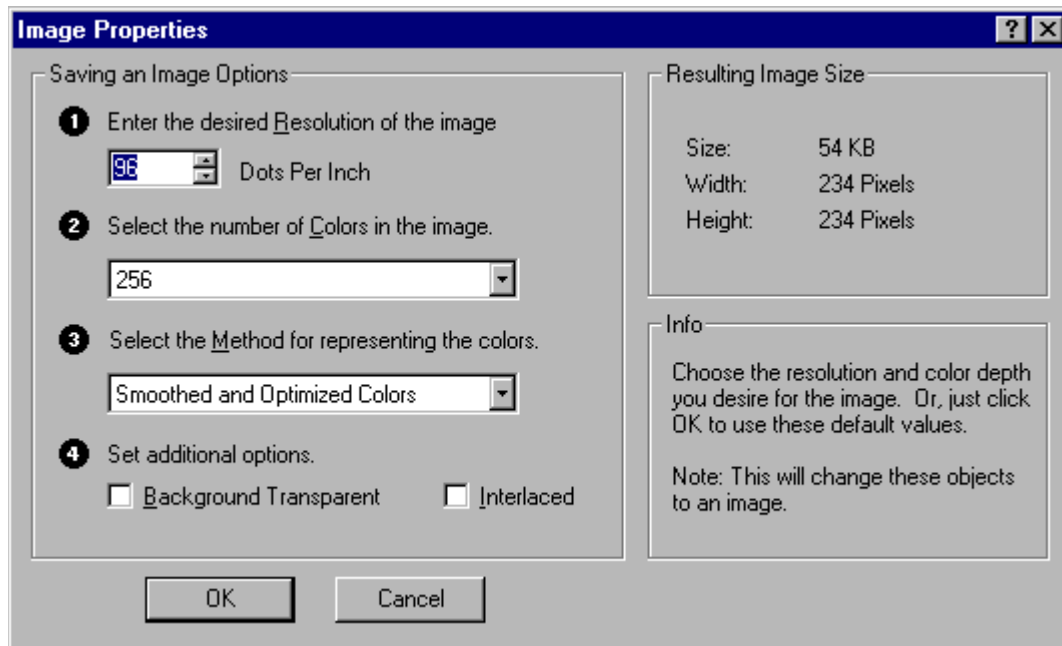 Image Properties
Saving an Image Options
1 Enter the desired Resolution of the image
96 Dots Per Inch
2 Select the number of Colors in the image.
256
3 Select the Method for representing the colors.
Smoothed and Optimized Colors
4 Set additional options.
Background Transparent Interlaced
OK Cancel
Resulting Image Size
Size: 54 KB
Width: 234 Pixels
Height: 234 Pixels
Info
Choose the resolution and color depth
you desire for the image. Or, just click
OK to use these default values.
Note: This will change these objects
to an image.